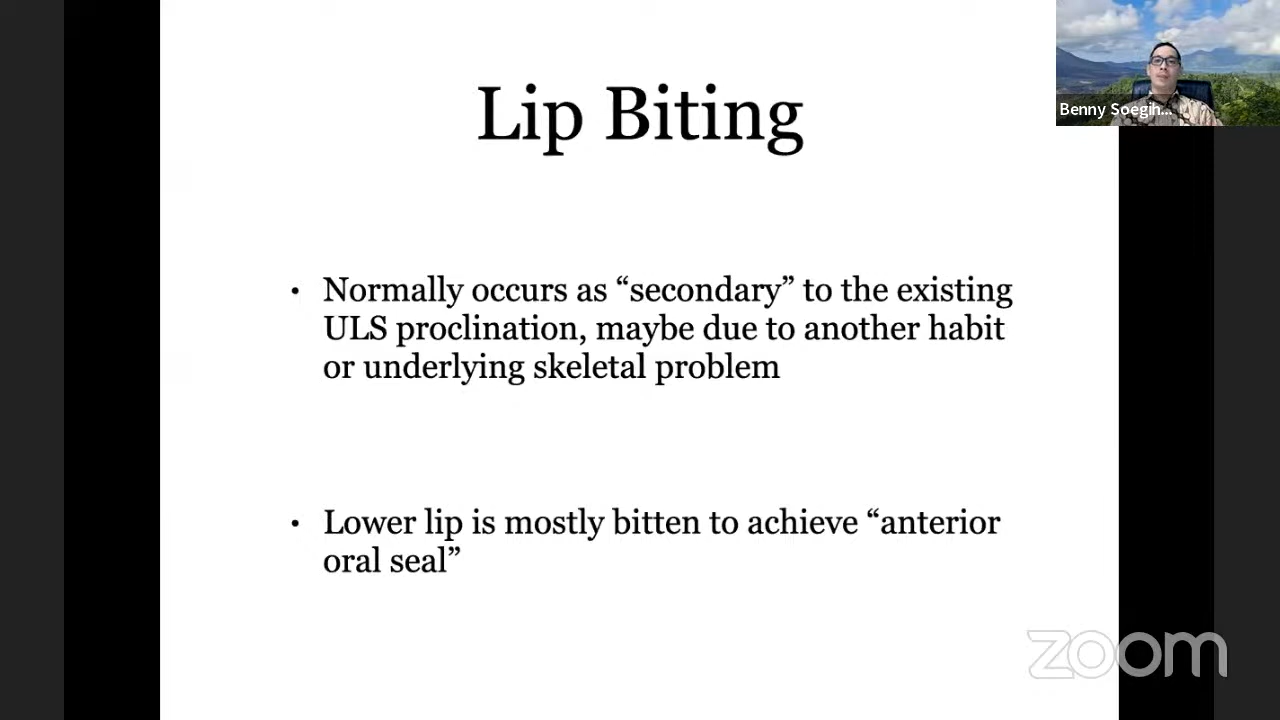 Lip Biting
Benny Soegih...
• Normally occurs as “secondary” to the existing
ULS proclination, maybe due to another habit
or underlying skeletal problem
• Lower lip is mostly bitten to achieve “anterior
oral seal”
zoom